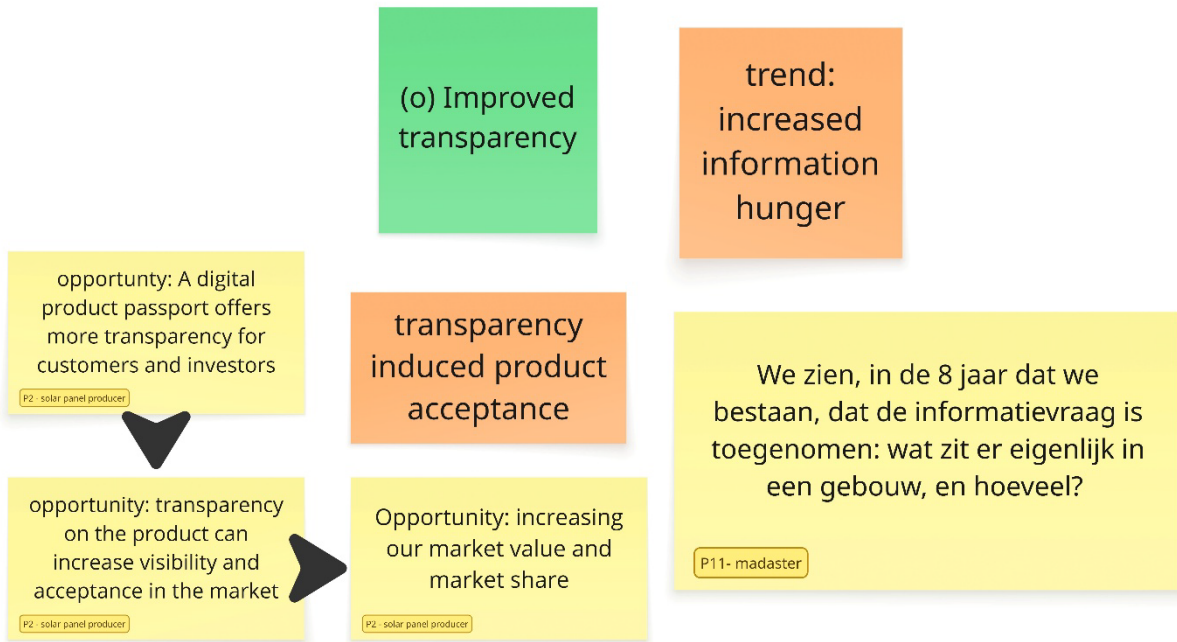 (o) Improved
transparency
trend:
increased
information
hunger
opportunty: A digital
product passport offers
more transparency for
customers and investors
P2 - solar panel producer
transparency
induced product
acceptance
We zien, in de 8 jaar dat we
bestaan, dat de informatievraag is
toegenomen: wat zit er eigenlijk in
een gebouw, en hoeveel?
P11- madaster
opportunity: transparency
on the product can
increase visibility and
acceptance in the market
P2 - solar panel producer
Opportunity: increasing
our market value and
market share
P2 - solar panel producer